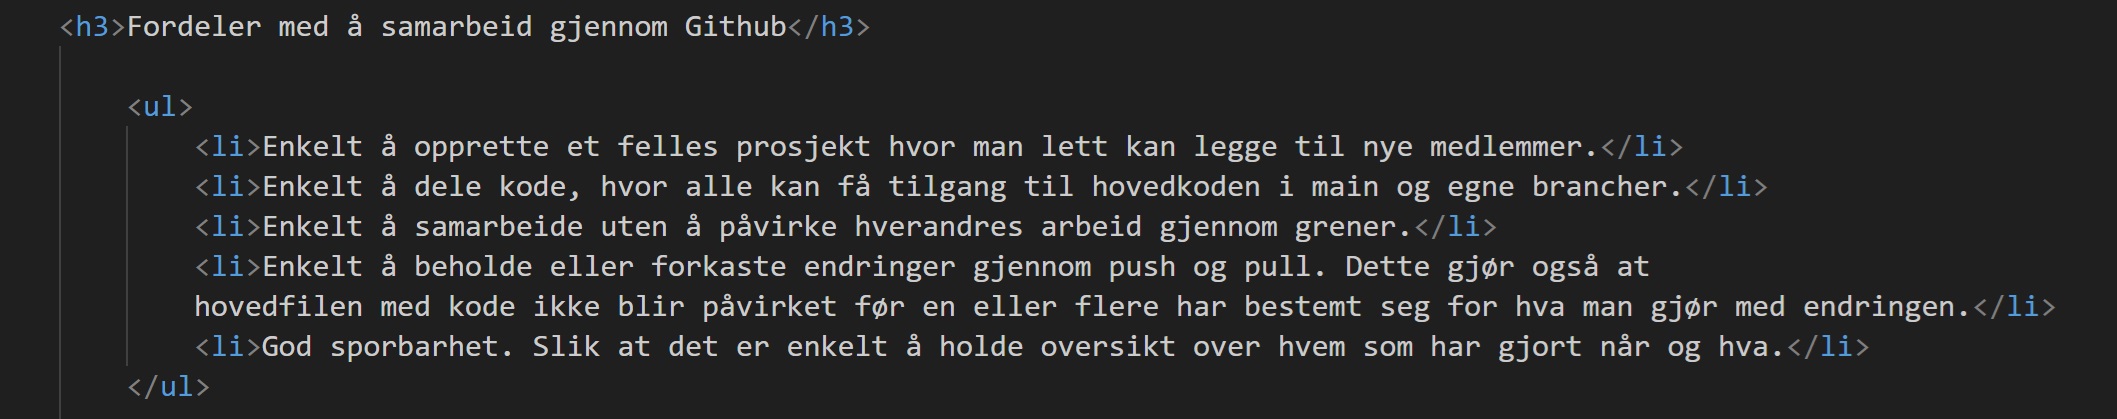 <h3>Fordeler med å samarbeid gjennom Github</h3>
<ul>
<li>Enkelt å opprette et felles prosjekt hvor man lett kan legge til nye medlemmer.</li>
<li>Enkelt å dele kode, hvor alle kan få tilgang til hovedkoden i main og egne brancher.</li>
<li>Enkelt å samarbeide uten å påvirke hverandres arbeid gjennom grener.</li>
<li>Enkelt å beholde eller forkaste endringer gjennom push og pull. Dette gjør også at
hovedfilen med kode ikke blir påvirket før en eller flere har bestemt seg for hva man gjør med endringen.</li>
<li>God sporbarhet. Slik at det er enkelt å holde oversikt over hvem som har gjort når og hva.</li>
</ul>